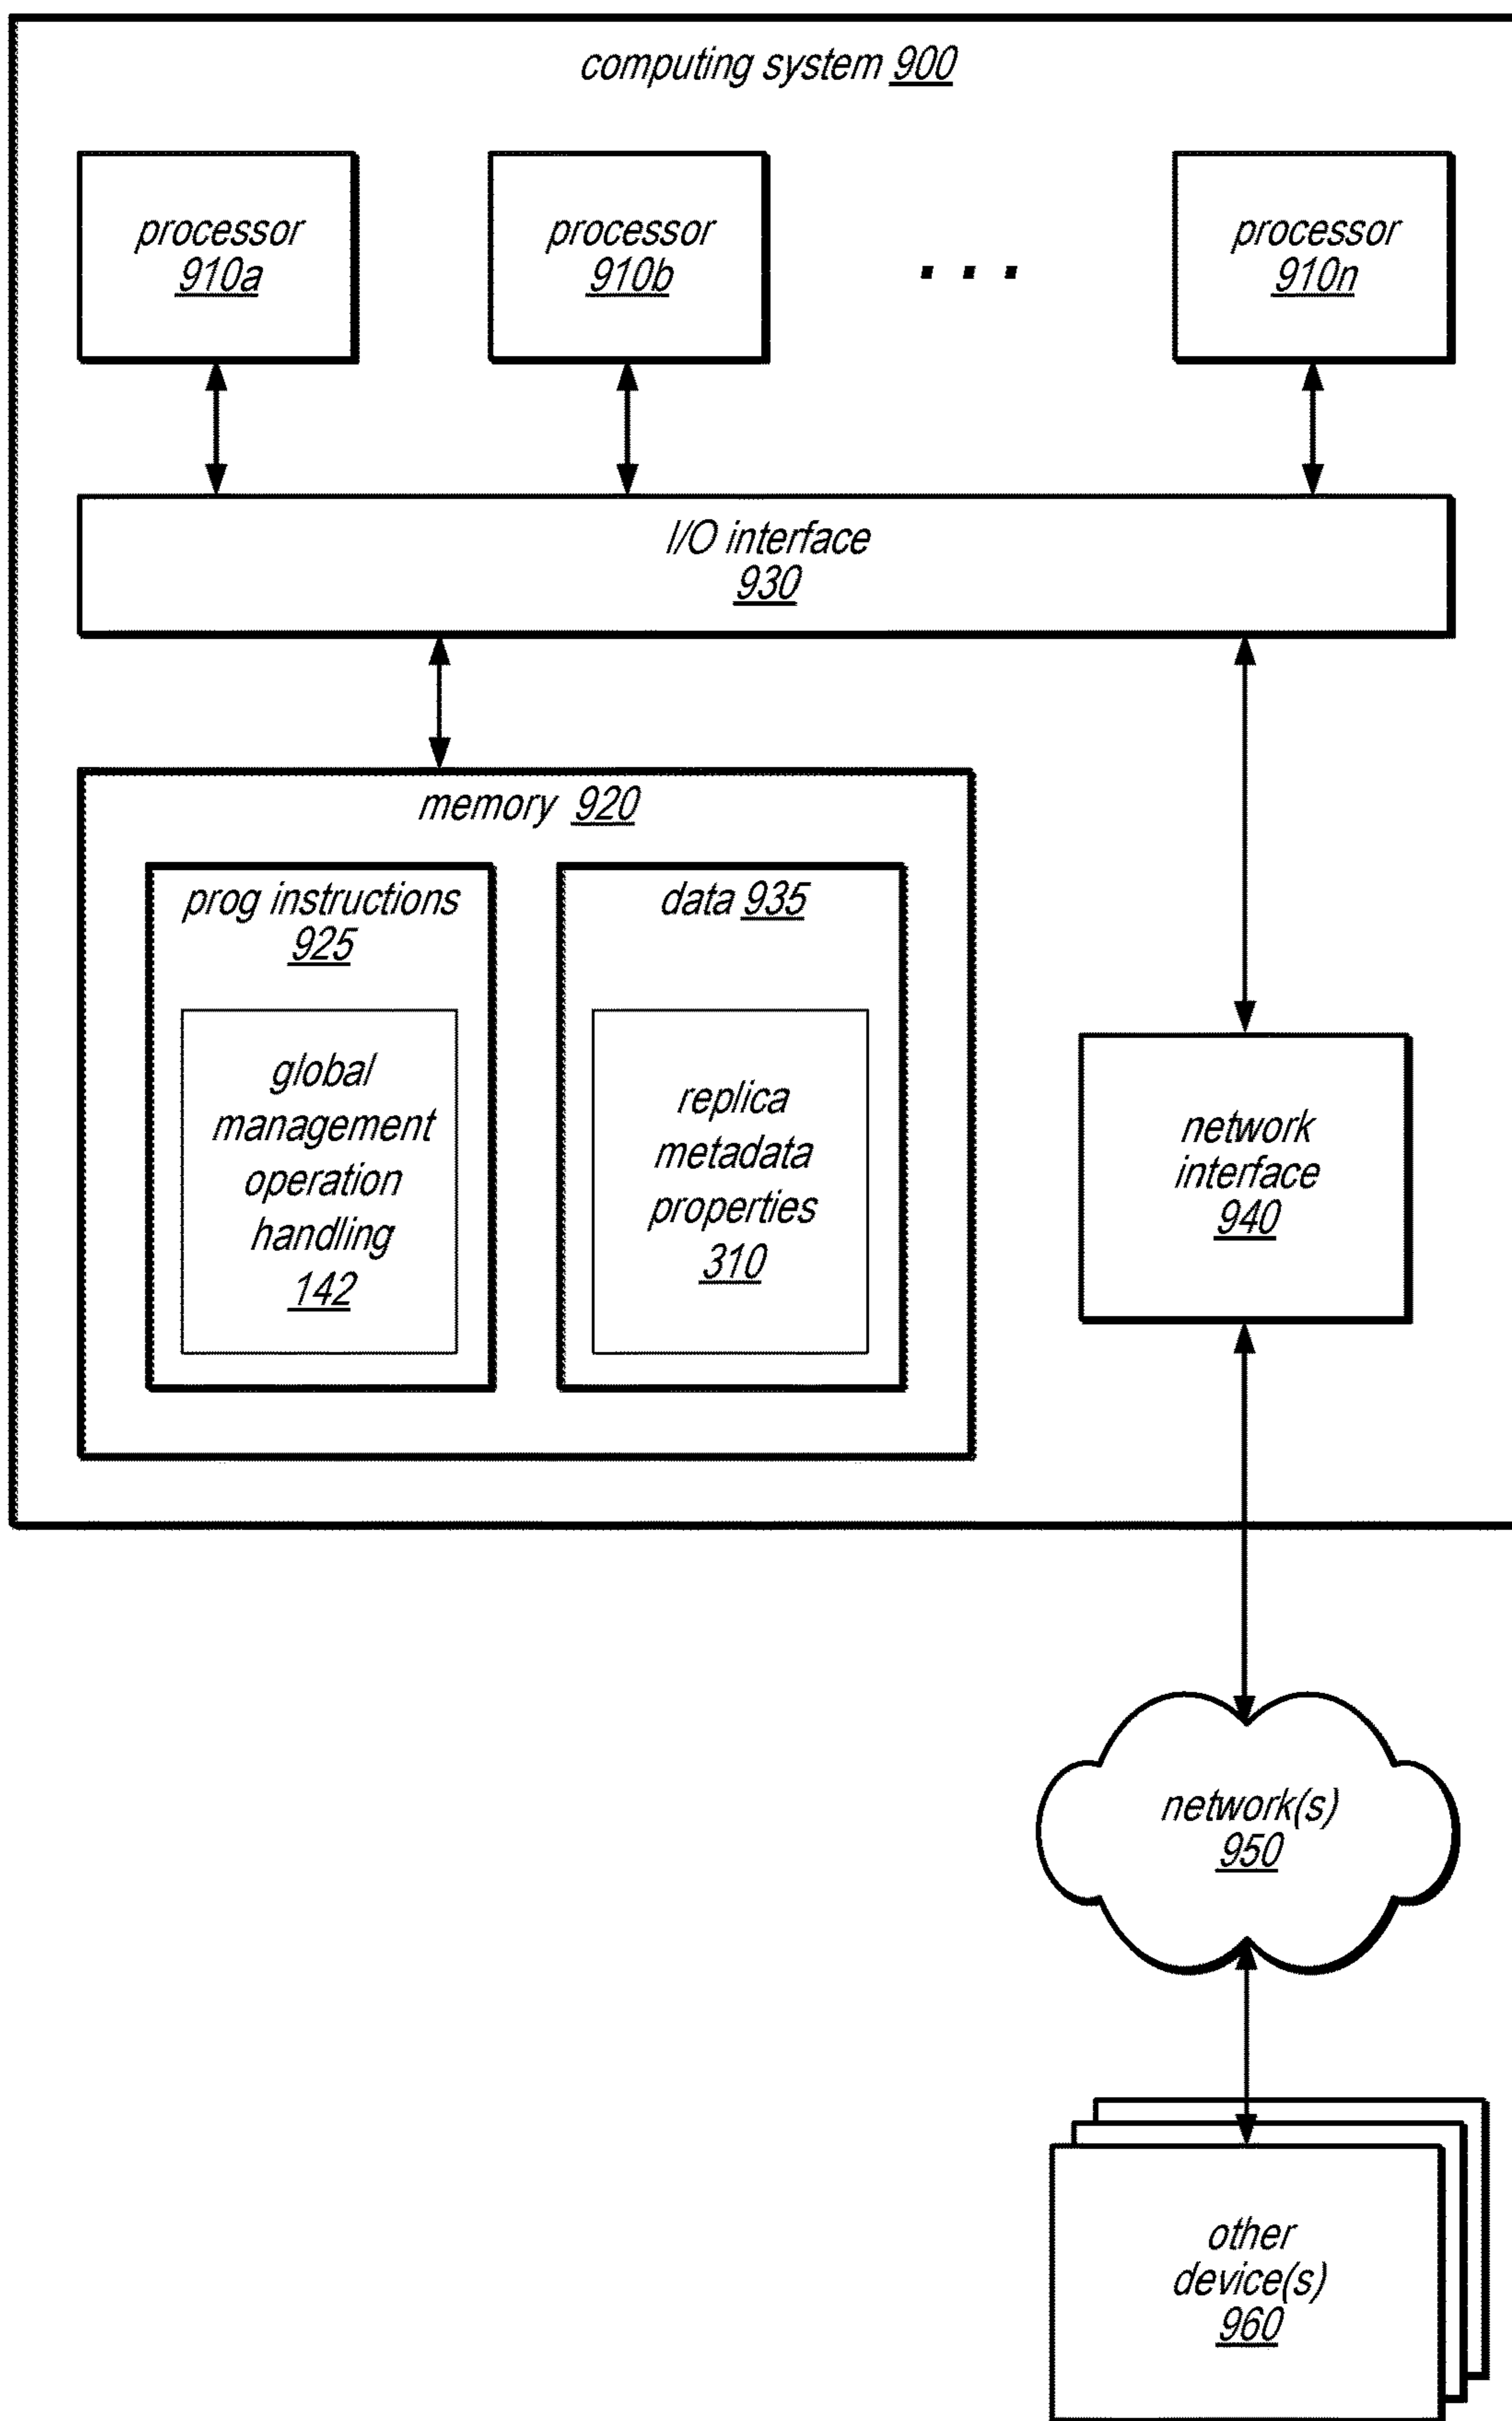 computing system 900
processor
910a
processor
910b
. . .
processor
910n
I/O interface
930
memory 920
prog instructions
925
global
management
operation
handling
142
data 935
replica
metadata
properties
310
network
interface
940
network(s)
950
other
device(s)
960